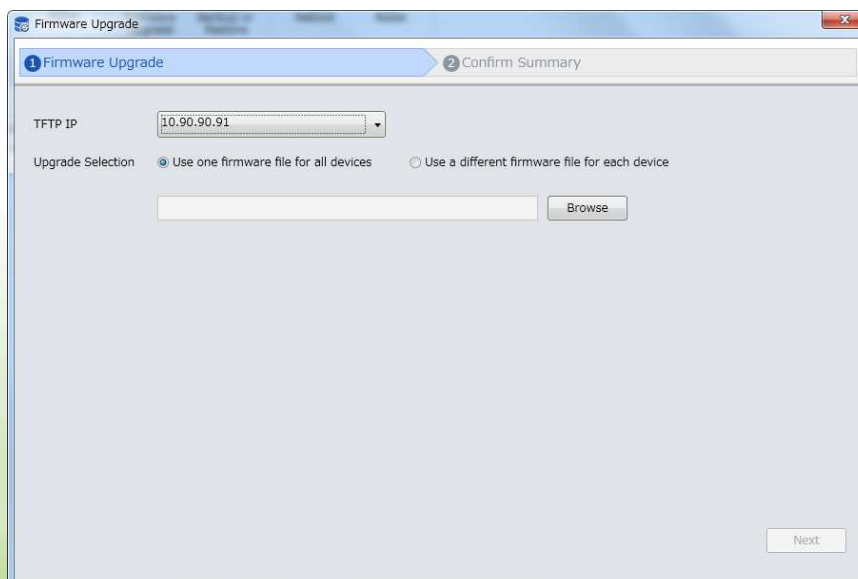 Firmware Upgrade
1 Firmware Upgrade
2 Confirm Summary
TFTP IP
10.90.90.91
Upgrade Selection
Use one firmware file for all devices
Use a different firmware file for each device
Browse
Next